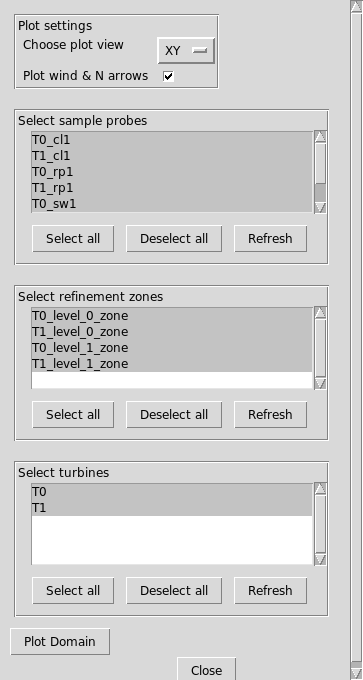 Plot settings
Choose plot view XY
Plot wind & N arrows
Select sample probes
T0_cl1
T1_cl1
T0_rp1
T1_rp1
T0_sw1
Select all Deselect all Refresh
Select refinement zones
T0_level_0_zone
T1_level_0_zone
T0_level_1_zone
T1_level_1_zone
Select all Deselect all Refresh
Select turbines
T0
T1
Select all Deselect all Refresh
Plot Domain
Close